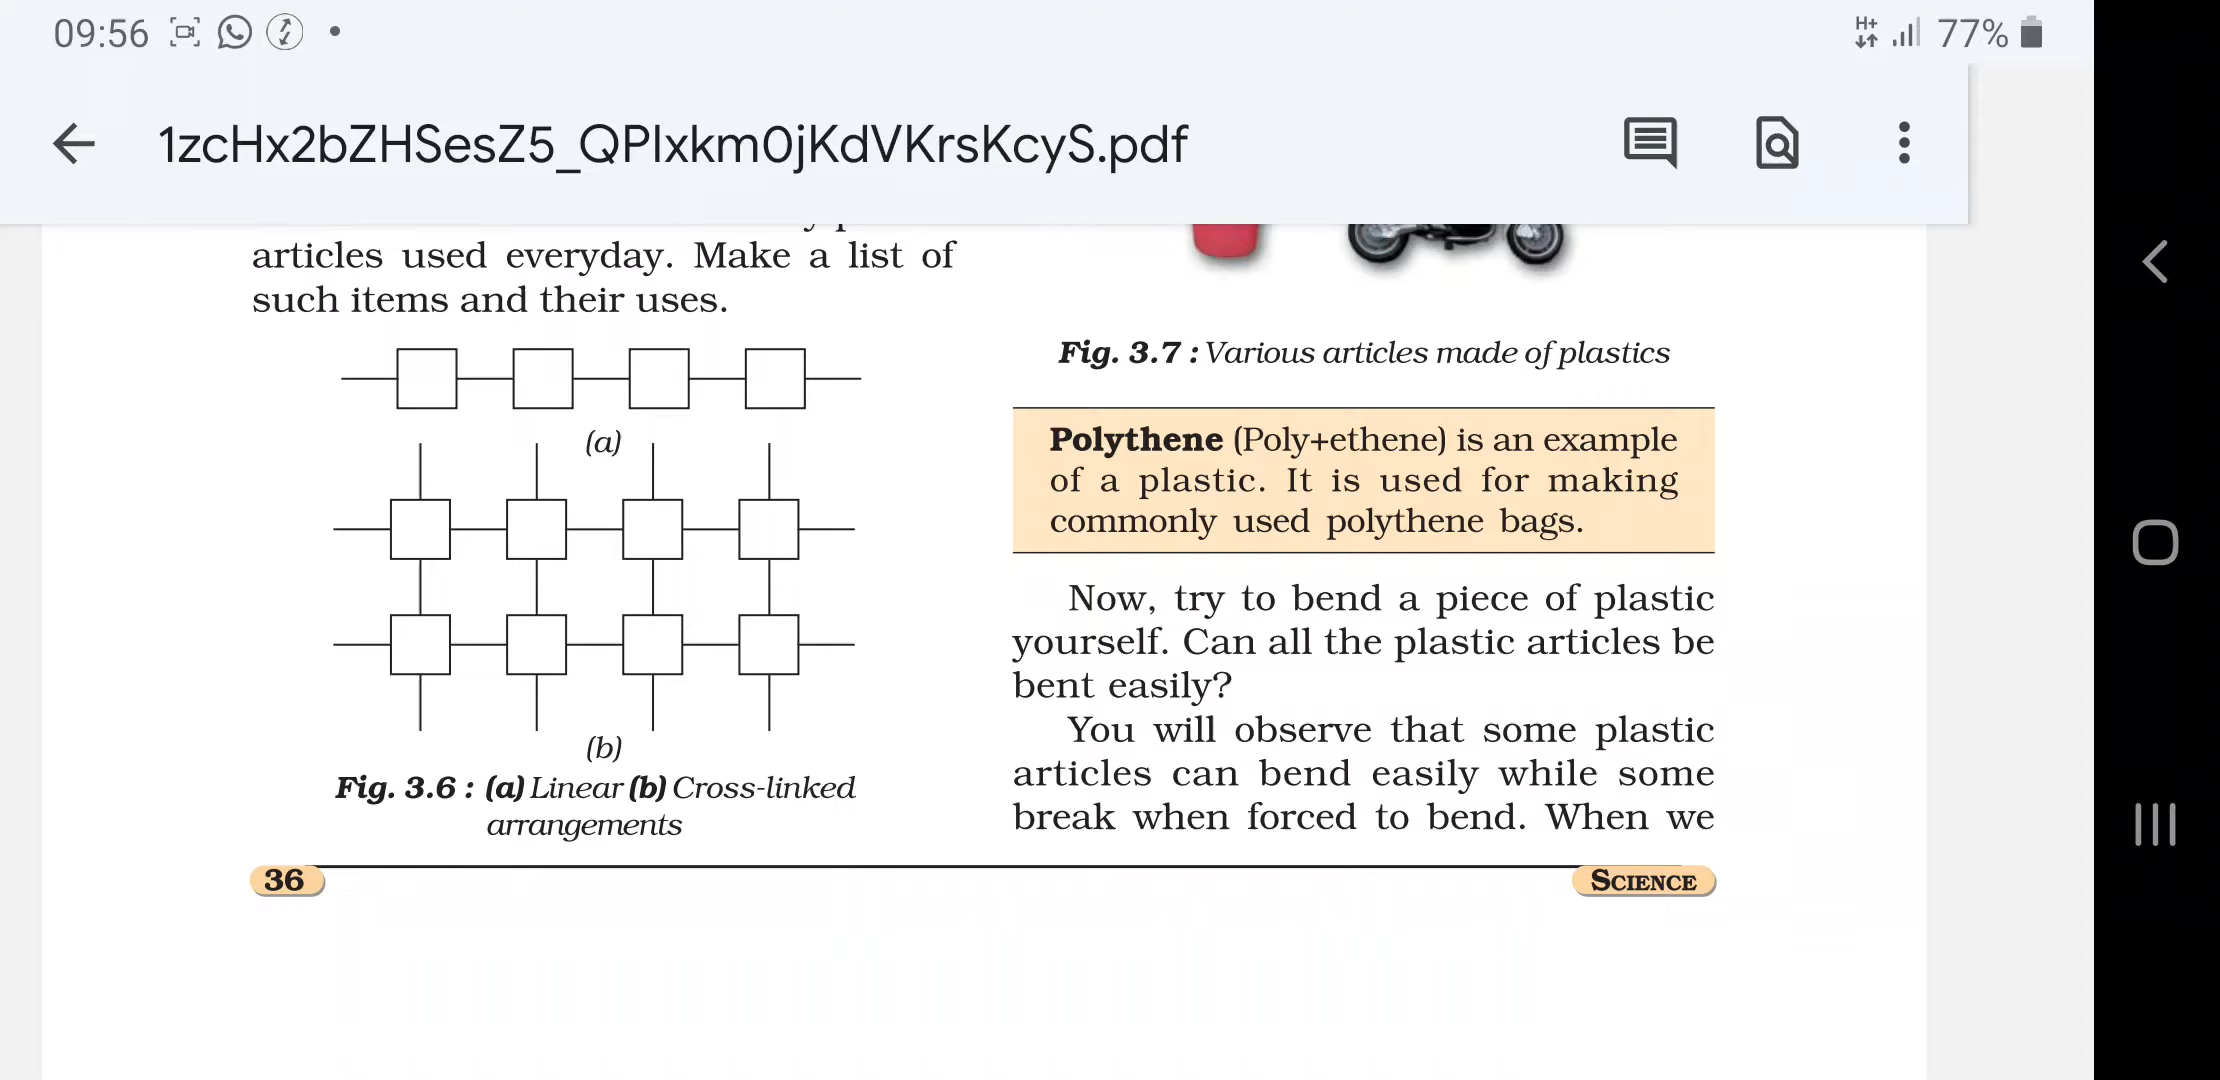 09:56
H+
77%
1zcHx2bZHSesZ5_QPlxkm0jKdVKrsKcyS.pdf
articles used everyday. Make a list of
such items and their uses.
(a)
(b)
Fig. 3.6 : (a) Linear (b) Cross-linked
arrangements
Fig. 3.7 : Various articles made of plastics
Polythene (Poly+ethene) is an example
of a plastic. It is used for making
commonly used polythene bags.
Now, try to bend a piece of plastic
yourself. Can all the plastic articles be
bent easily?
You will observe that some plastic
articles can bend easily while some
break when forced to bend. When we
36
SCIENCE